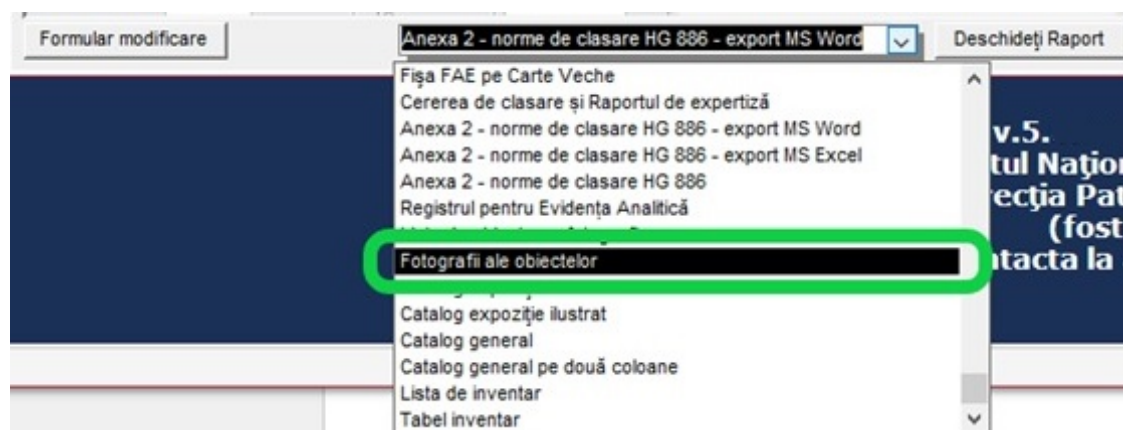 Formular modificare
Anexa 2 - norme de clasare HG 886 - export MS Word
Deschideți Raport
Fișa FAE pe Carte Veche
Cererea de clasare și Raportul de expertiză
Anexa 2 - norme de clasare HG 886 - export MS Word
Anexa 2 - norme de clasare HG 886 - export MS Excel
Anexa 2 - norme de clasare HG 886
Registrul pentru Evidența Analitică
Fotografii ale obiectelor
Catalog expoziţie ilustrat
Catalog general
Catalog general pe două coloane
Lista de inventar
Tabel inventar
v.5.
tul Naţion
ecţia Pat
(fost
ntacta la